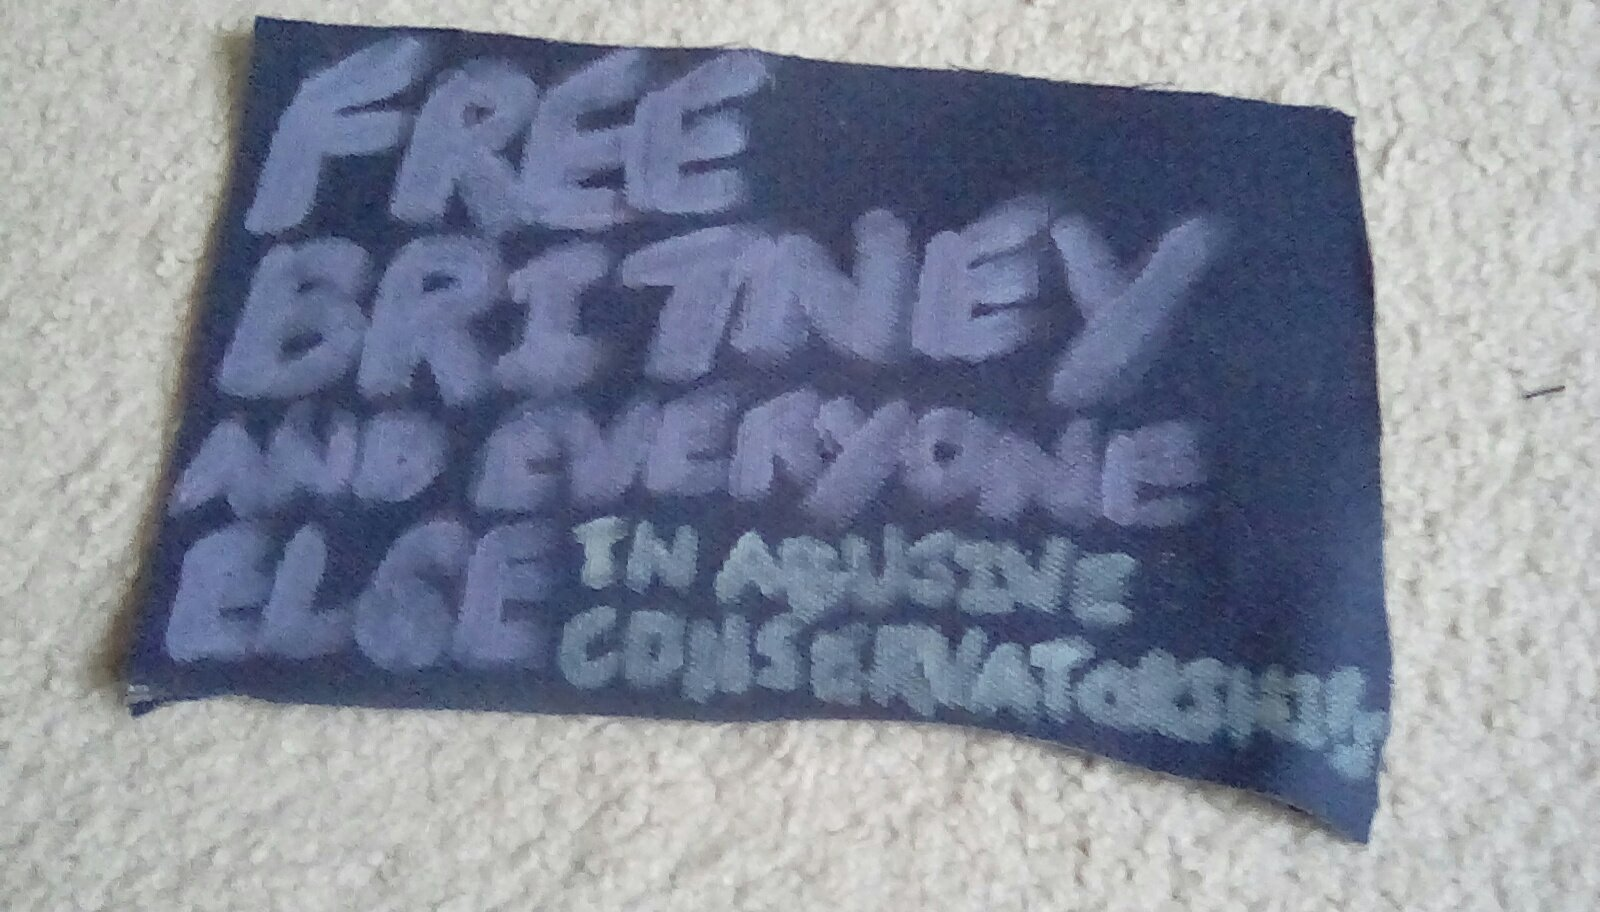 FREE
BRITNEY
AND EVERYONE
ELSE IN ABUSIVE
CONSERVATORSHIPS